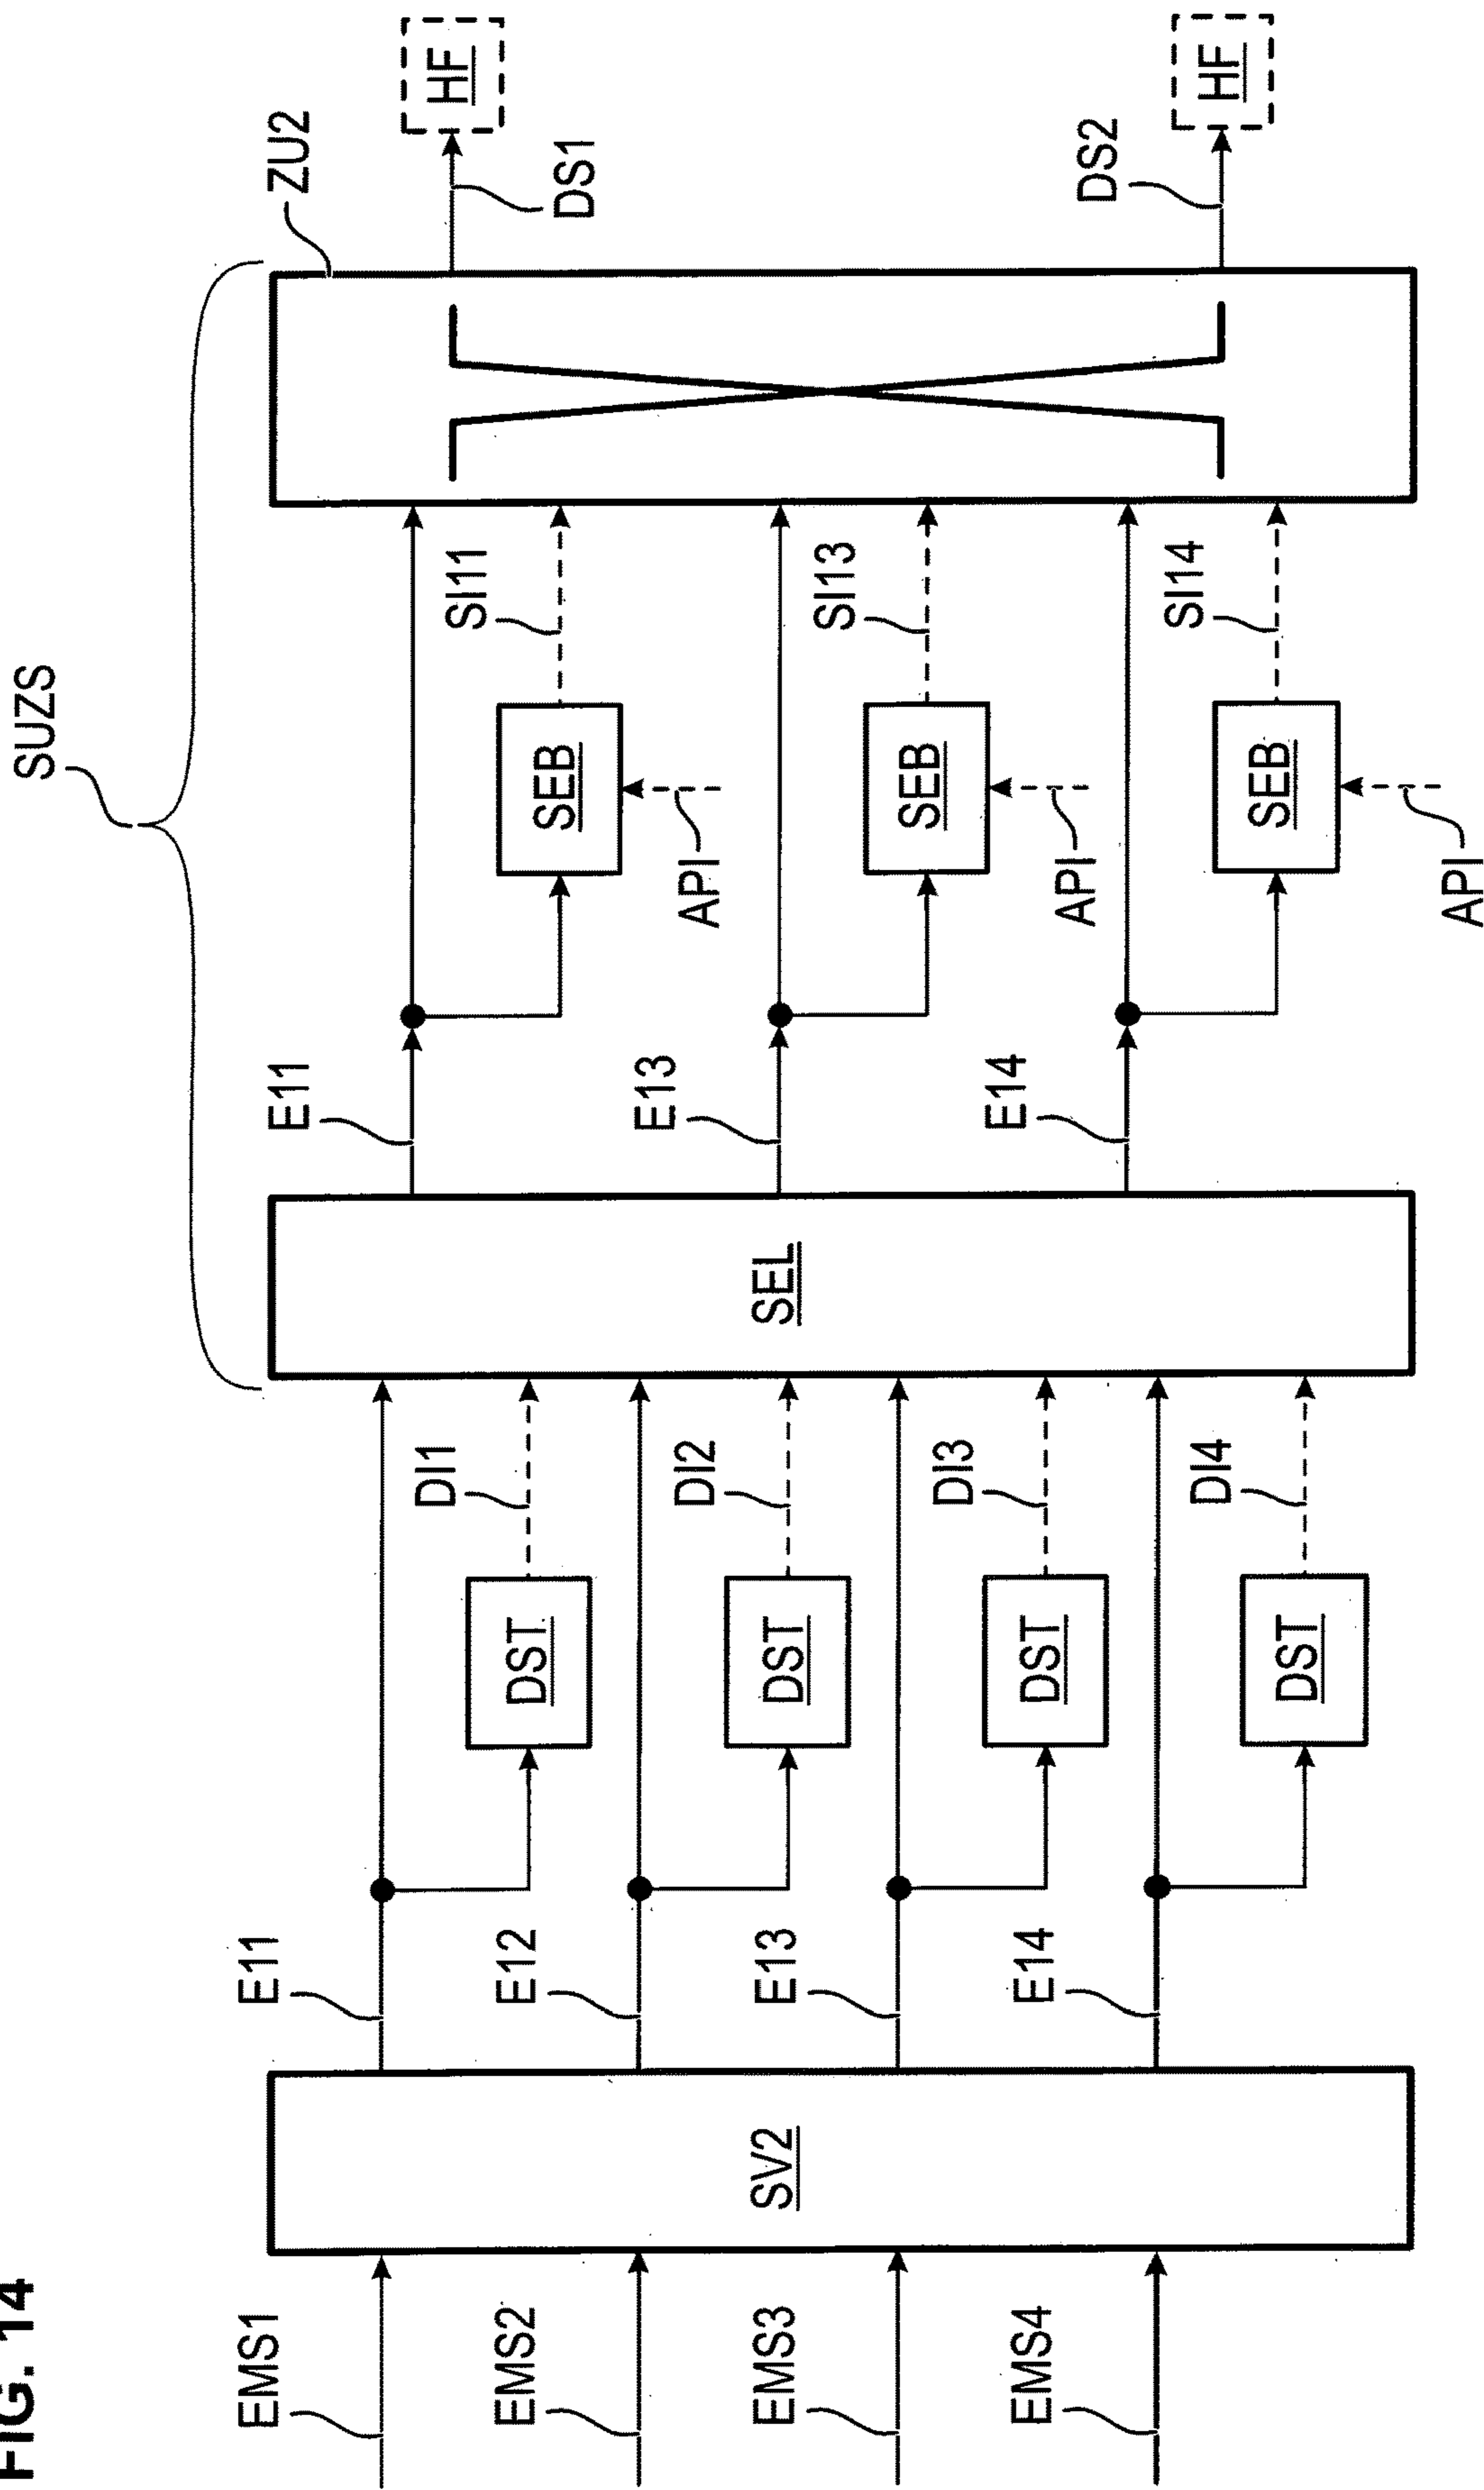 FIG. 14
SUZS
ZU2
EMS1
E11
DI1
E11
SI11
DS1
HF
DST
SEB
API
EMS2
E12
DI2
DST
SV2
SEL
EMS3
E13
DI3
E13
SI13
DST
SEB
API
EMS4
E14
DI4
E14
SI14
DS2
HF
DST
SEB
API